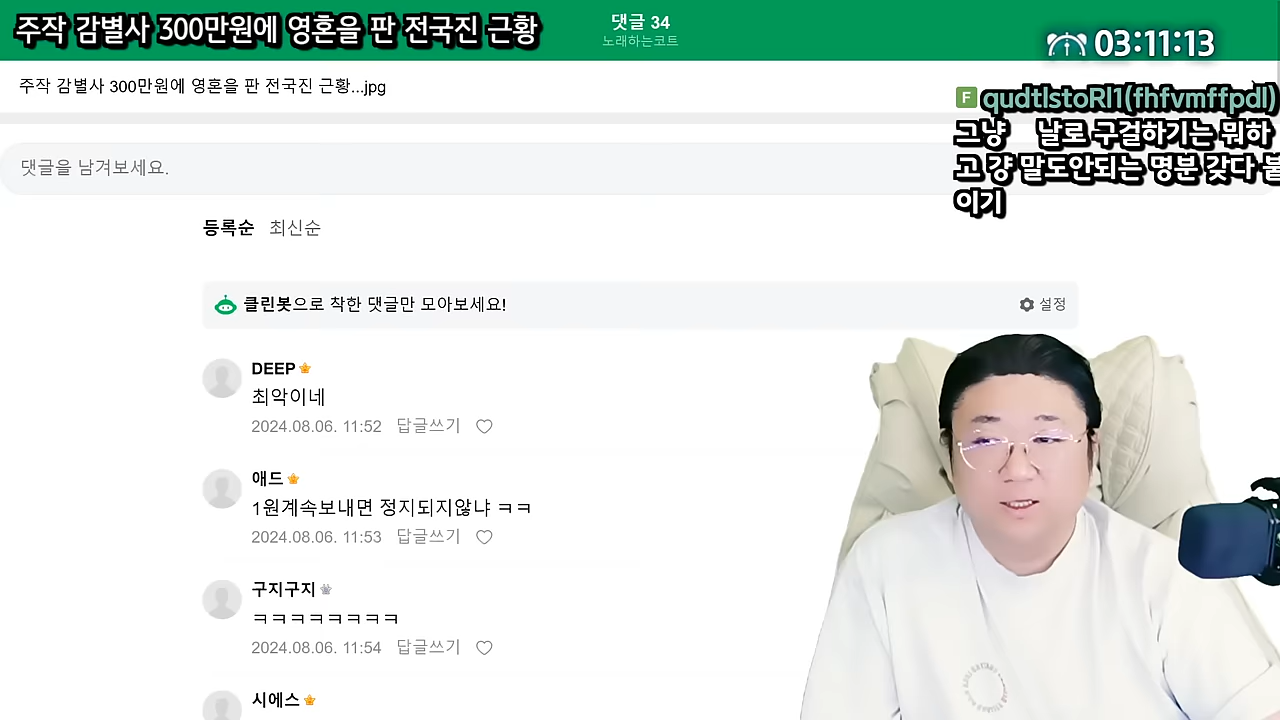 주작 감별사 300만원에 영혼을 판 전국진 근황
댓글 34
노래하는코트
03:11:13
주작 감별사 300만원에 영혼을 판 전국진 근황...jpg
F qudtlstoRl1(fhfvmffpdl)
그냥 날로 구걸하기는 뭐하
고 걍 말도안되는 명분 갖다 붙
이기
댓글을 남겨보세요.
등록순 최신순
클린봇으로 착한 댓글만 모아보세요!
설정
DEEP
최악이네
2024.08.06. 11:52 답글쓰기
애드
1원계속보내면 정지되지않냐 ㅋㅋ
2024.08.06. 11:53 답글쓰기
구지구지
ㅋㅋㅋㅋㅋㅋㅋㅋ
2024.08.06. 11:54 답글쓰기
시에스